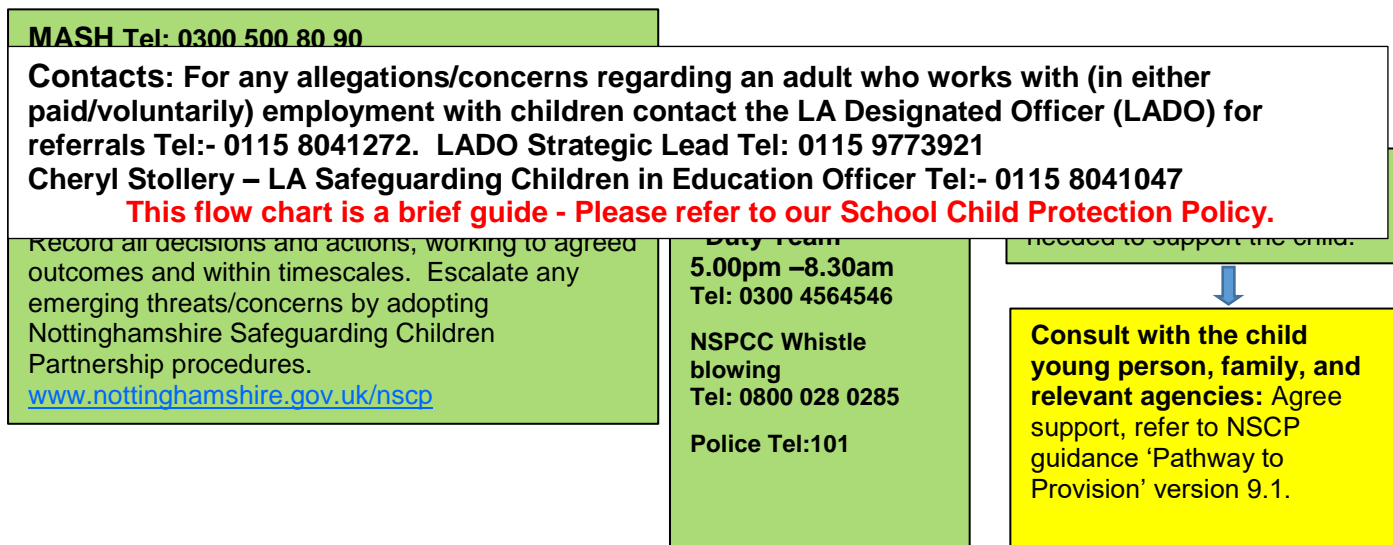 MASH Tel: 0300 500 80 90
Contacts: For any allegations/concerns regarding an adult who works with (in either
paid/voluntarily) employment with children contact the LA Designated Officer (LADO) for
referrals Tel:- 0115 8041272. LADO Strategic Lead Tel: 0115 9773921
Cheryl Stollery – LA Safeguarding Children in Education Officer Tel:- 0115 8041047
This flow chart is a brief guide - Please refer to our School Child Protection Policy.
Record all decisions and actions, working to agreed
outcomes and within timescales. Escalate any
emerging threats/concerns by adopting
Nottinghamshire Safeguarding Children
Partnership procedures.
www.nottinghamshire.gov.uk/nscp
Duty Team
5.00pm –8.30am
Tel: 0300 4564546
NSPCC Whistle
blowing
Tel: 0800 028 0285
Police Tel:101
needed to support the child.
Consult with the child
young person, family, and
relevant agencies: Agree
support, refer to NSCP
guidance ‘Pathway to
Provision’ version 9.1.